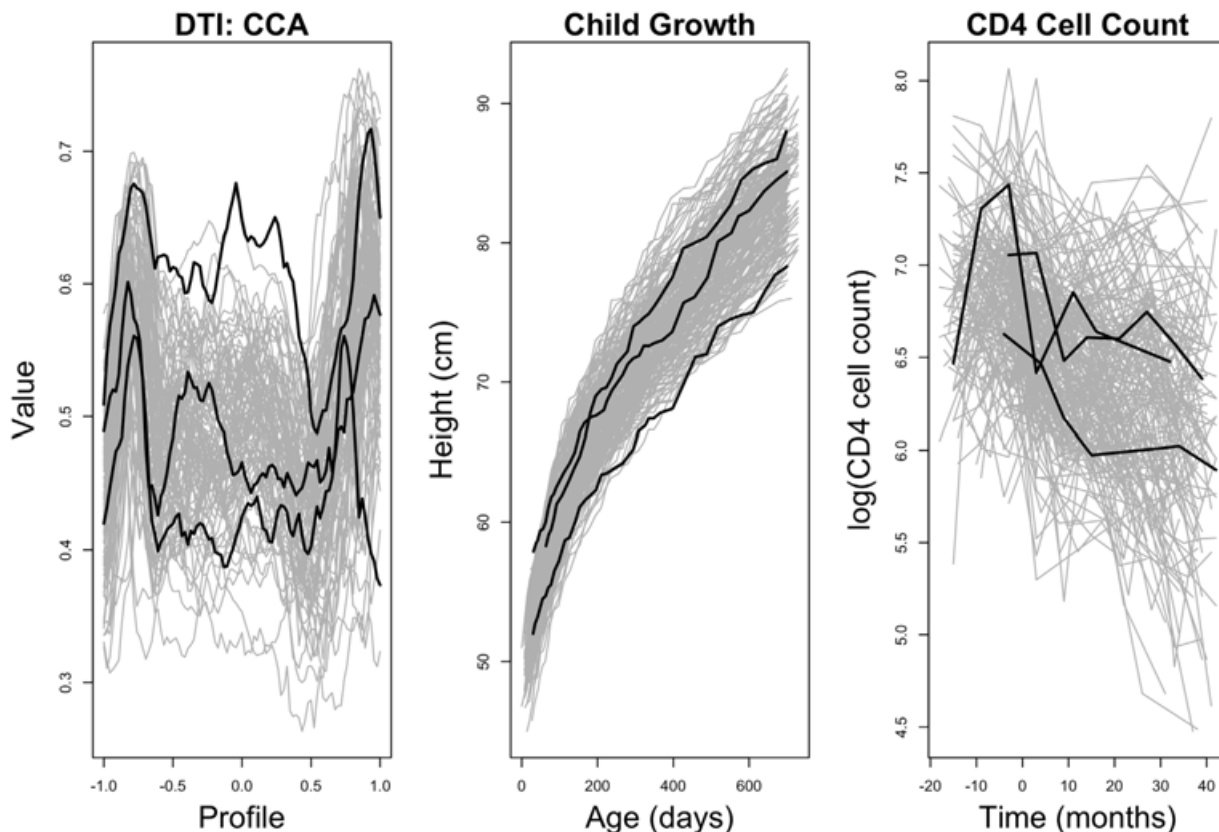 DTI: CCA
Value
0.7
0.6
0.5
0.4
0.3
-1.0 -0.5 0.0 0.5 1.0
Profile
Child Growth
Height (cm)
90
80
70
60
50
0 200 400 600
Age (days)
CD4 Cell Count
log(CD4 cell count)
8.0
7.5
7.0
6.5
6.0
5.5
5.0
4.5
-20 -10 0 10 20 30 40
Time (months)